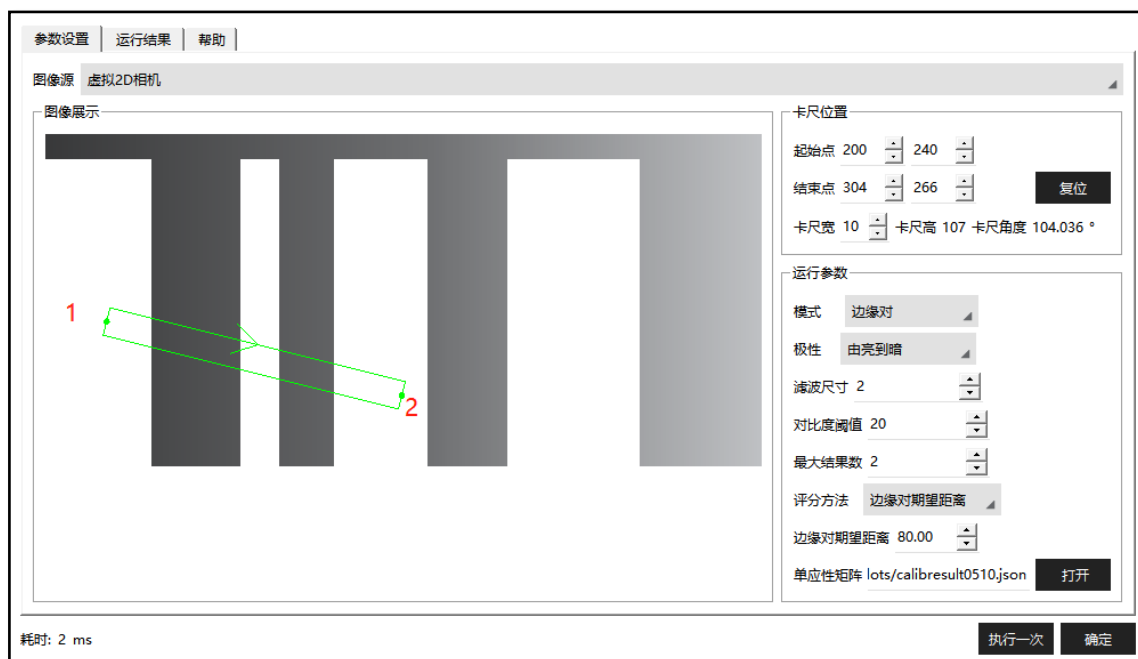 参数设置 运行结果 帮助
图像源 虚拟2D相机
图像展示
1
2
卡尺位置
起始点 200 240
结束点 304 266 复位
卡尺宽 10 卡尺高 107 卡尺角度 104.036 °
运行参数
模式 边缘对
极性 由亮到暗
滤波尺寸 2
对比度阈值 20
最大结果数 2
评分方法 边缘对期望距离
边缘对期望距离 80.00
单应性矩阵 lots/calibresult0510.json 打开
耗时: 2 ms 执行一次 确定